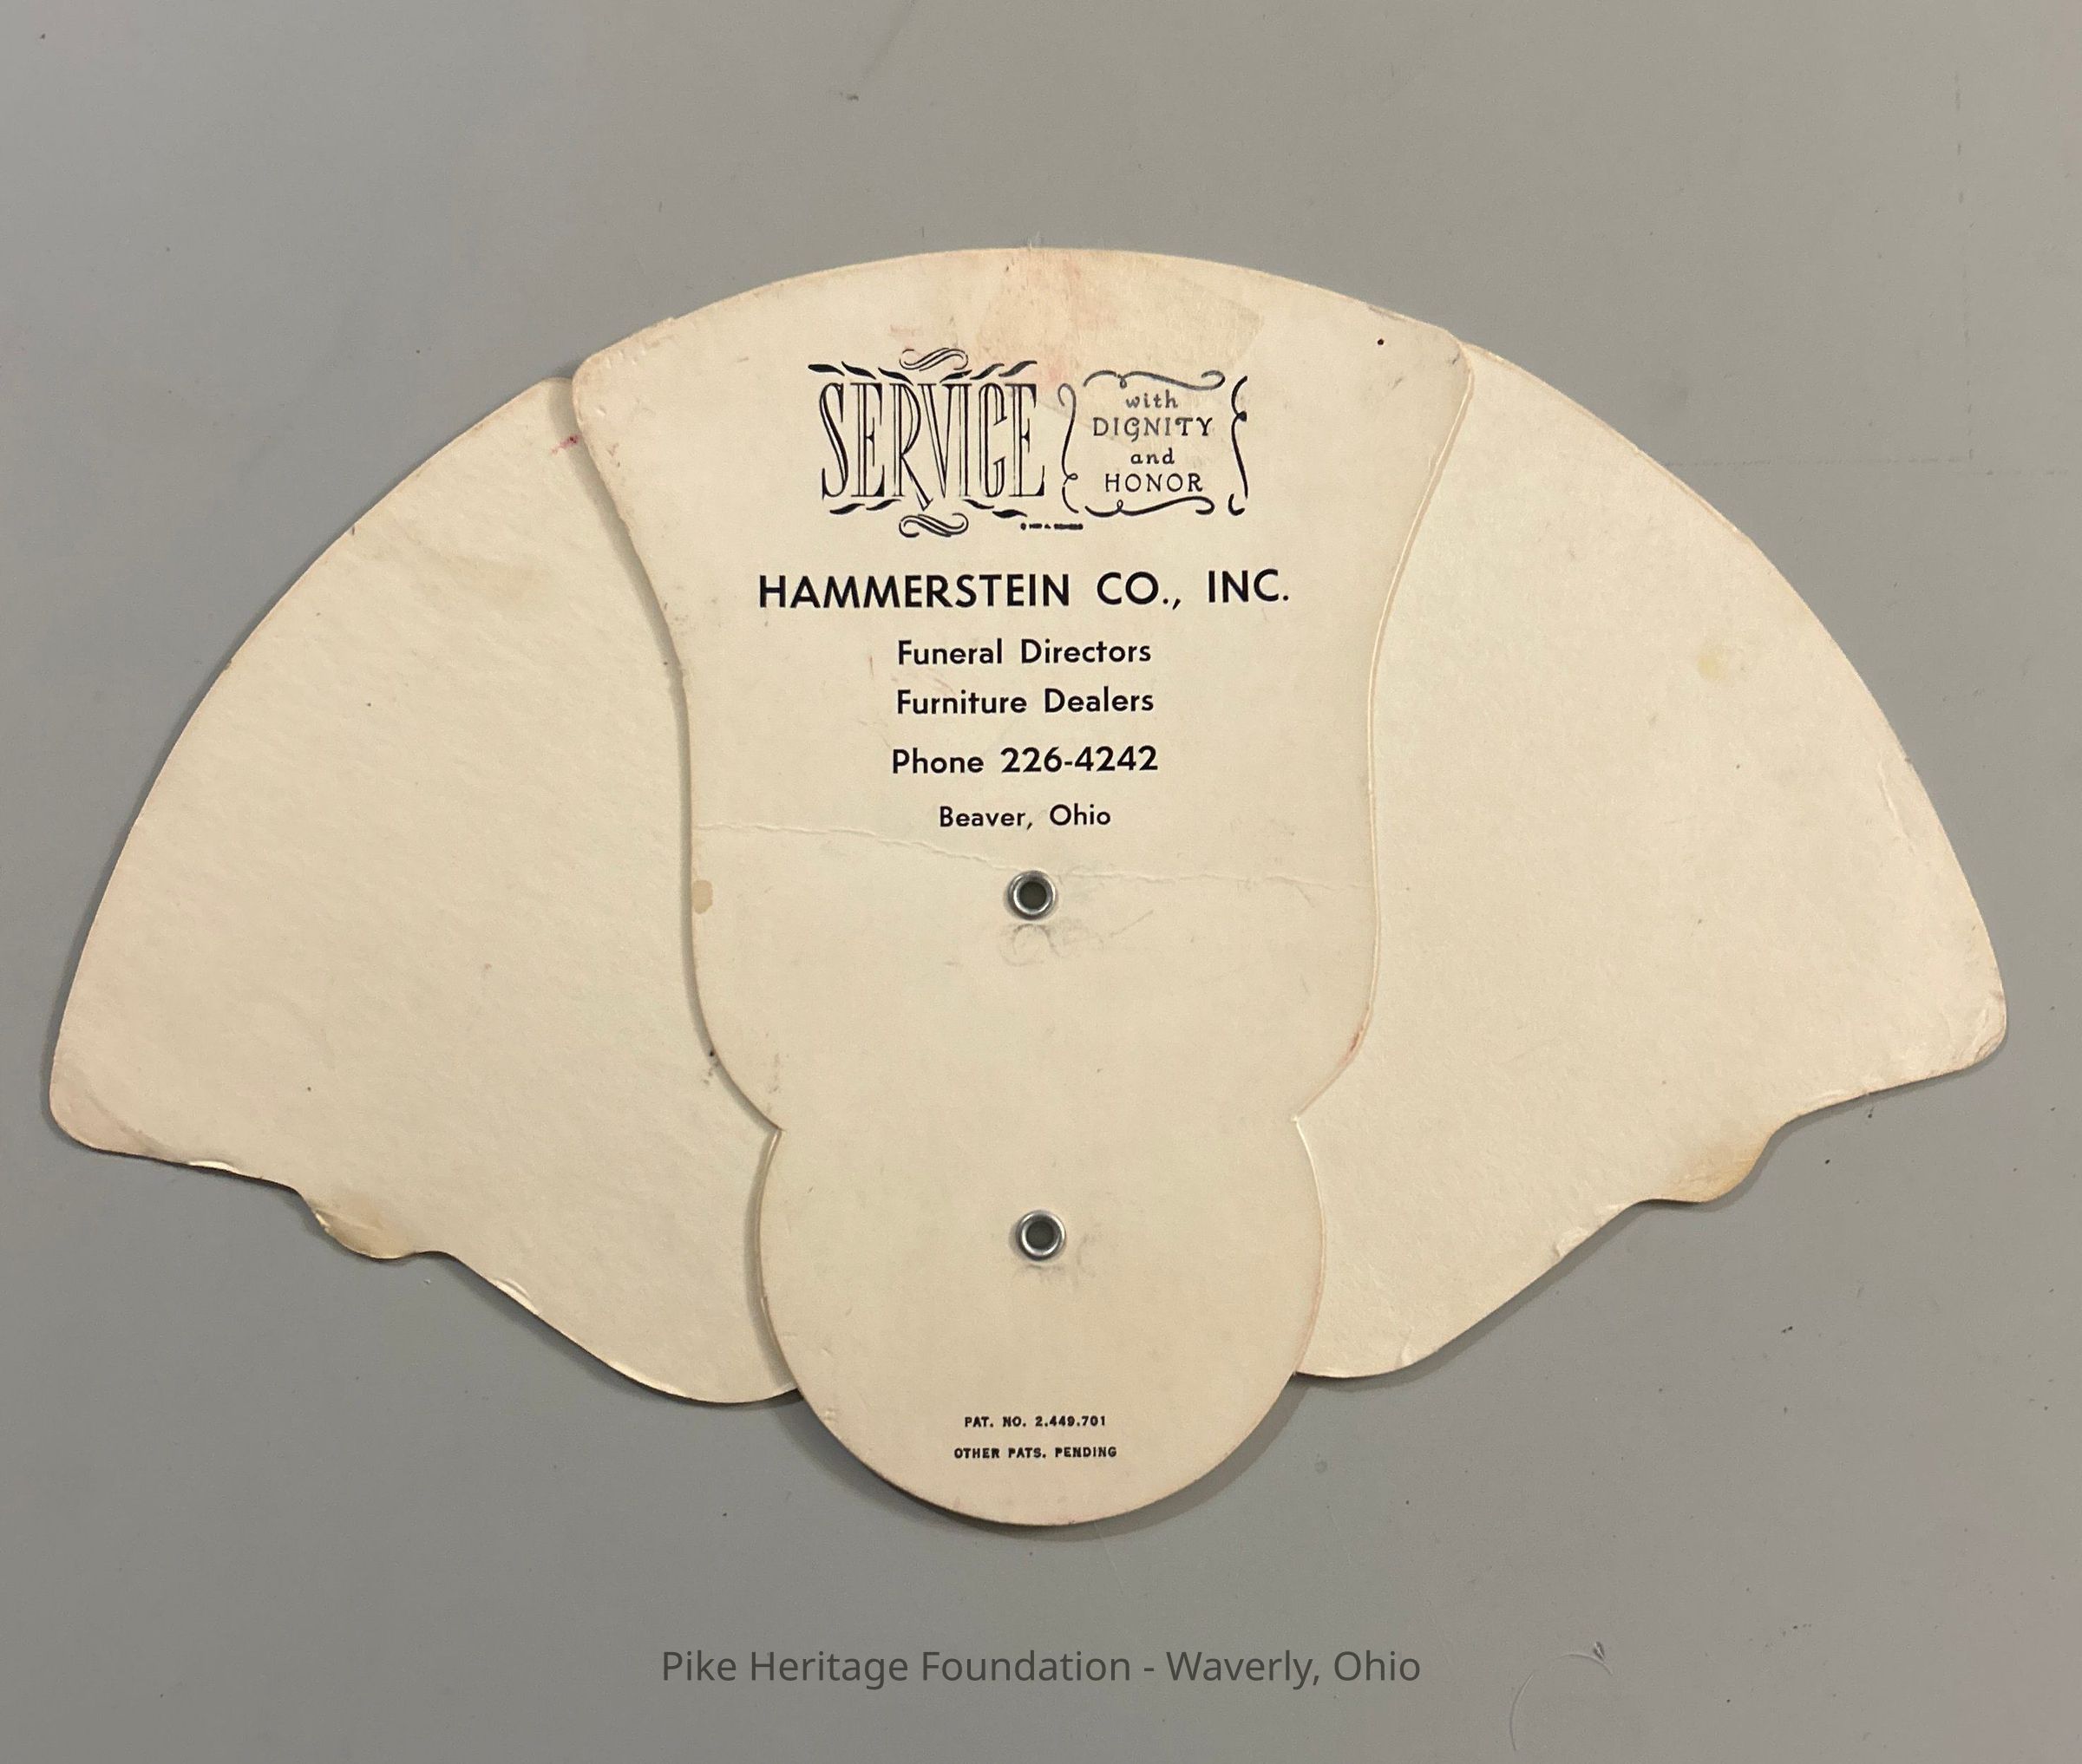 SERVICE
with
DIGNITY
and
HONOR
HAMMERSTEIN CO., INC.
Funeral Directors
Furniture Dealers
Phone 226-4242
Beaver, Ohio
PAT. NO. 2,449,701
OTHER PATS. PENDING
Pike Heritage Foundation - Waverly, Ohio